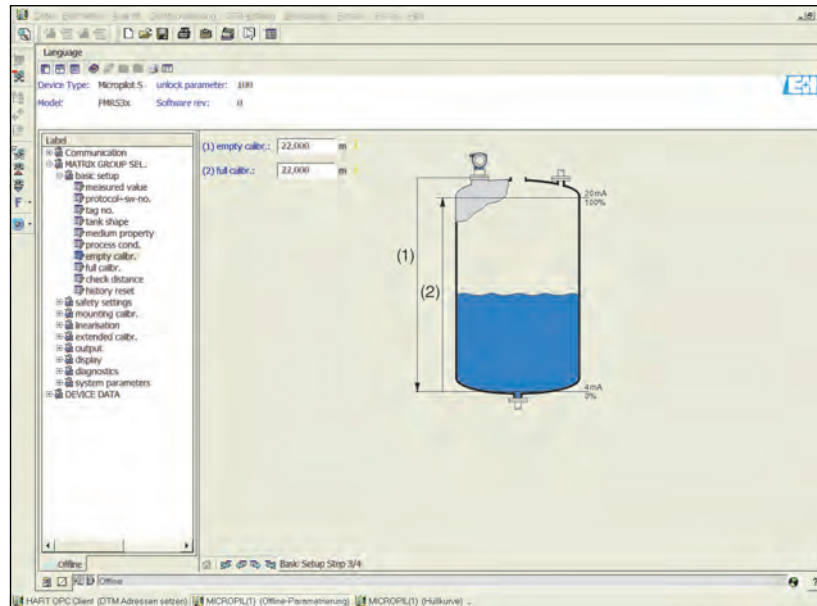 Language
Device Type: Microplot S unlock parameter: 100
Model: FMR53x Software rev: 0
E+H
Label
Communication
MATRIX GROUP SEL.
basic setup
measured value
protocol+sw-no.
tag no.
tank shape
medium property
process cond.
empty calibr.
full calibr.
check distance
history reset
safety settings
mounting calibr.
linearisation
extended calibr.
output
display
diagnostics
system parameters
DEVICE DATA
(1) empty calibr.: 22,000 m
(2) full calibr.: 22,000 m
20mA
100%
(1)
(2)
4mA
0%
F
Offline
Basic Setup Step 3/4
Offline
HART OPC Client (DTM Adressen setzen) MICROPIL(1) (Offline-Parametrierung) MICROPIL(1) (Hüllkurve)